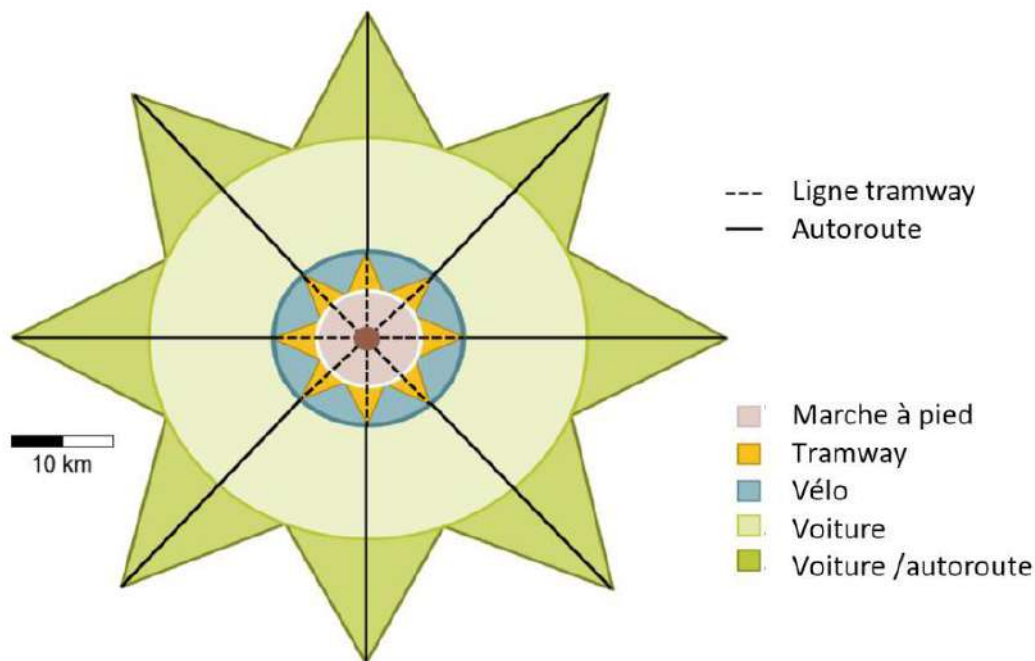 Ligne tramway
Autoroute
10 km
Marche à pied
Tramway
Vélo
Voiture
Voiture /autoroute